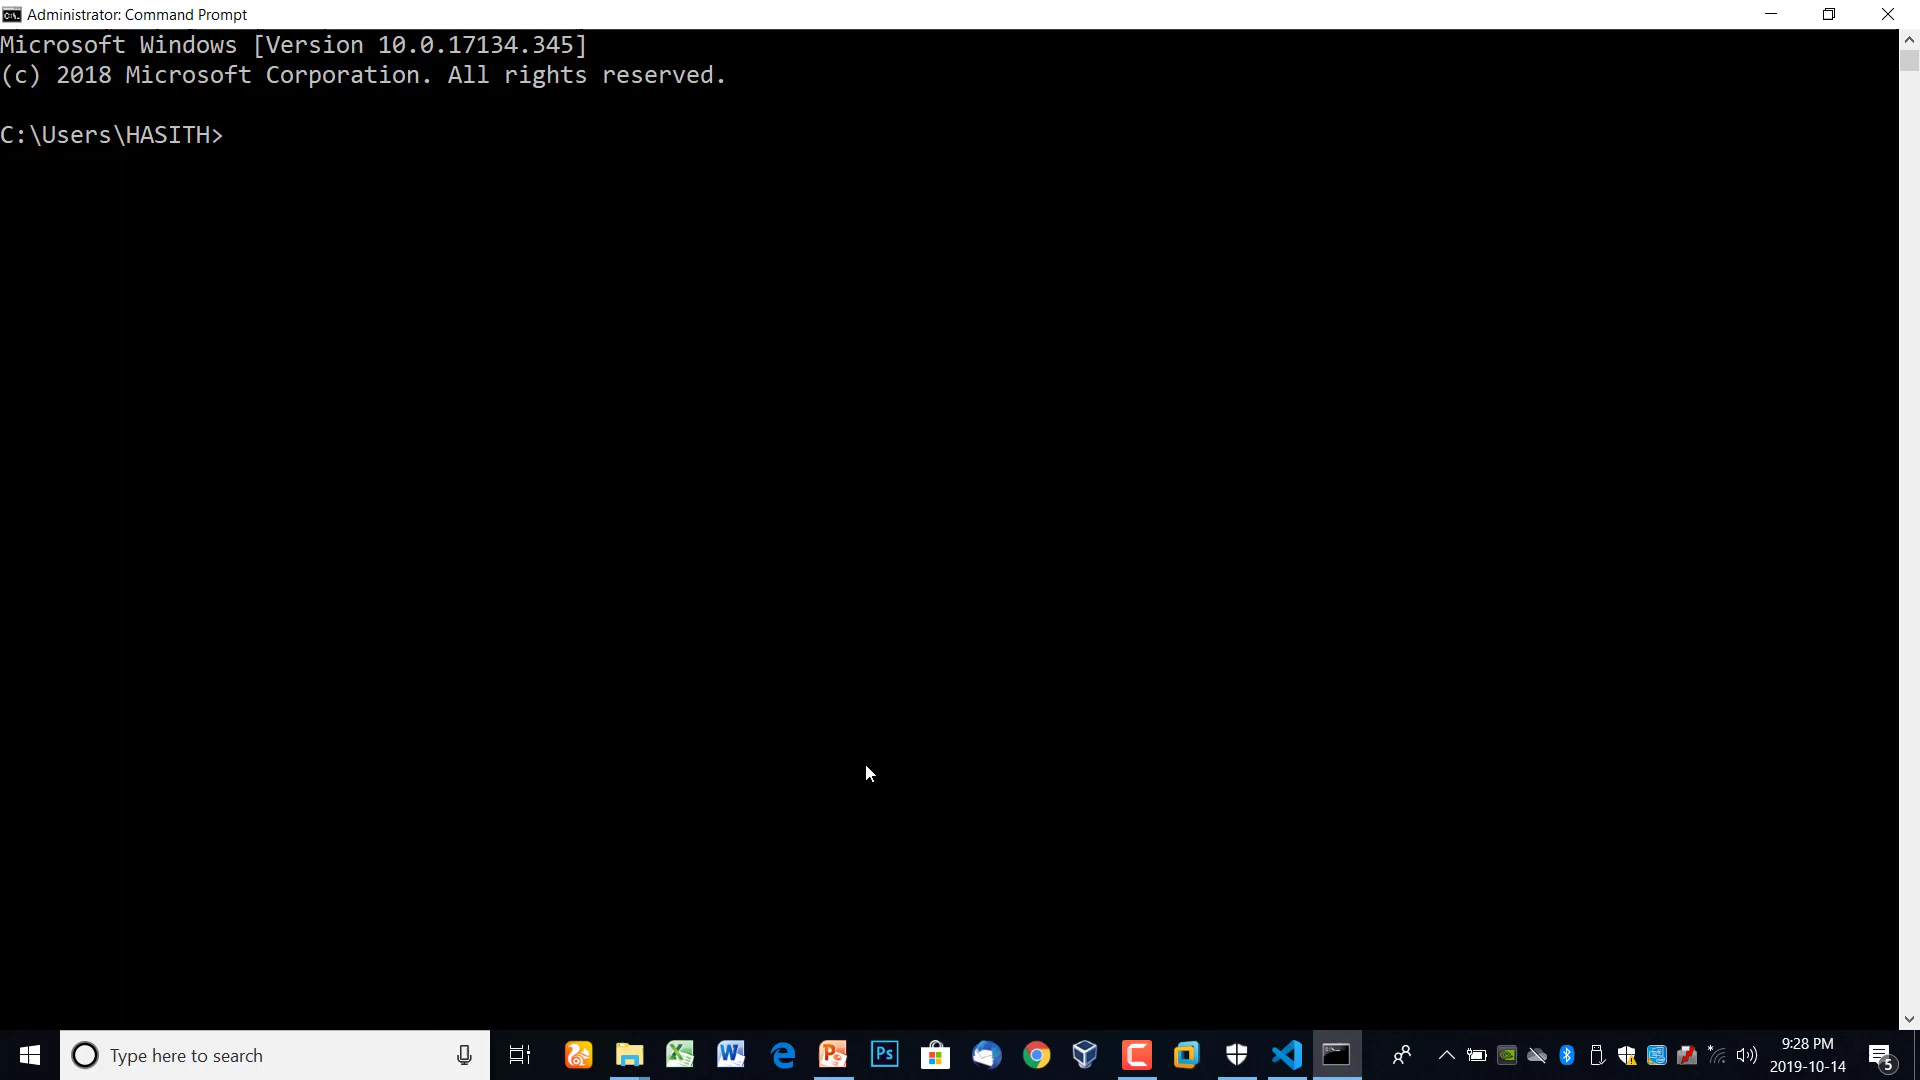 Administrator: Command Prompt
Microsoft Windows [Version 10.0.17134.345]
(c) 2018 Microsoft Corporation. All rights reserved.
C:\Users\HASITH>
Type here to search
9:28 PM
2019-10-14
5